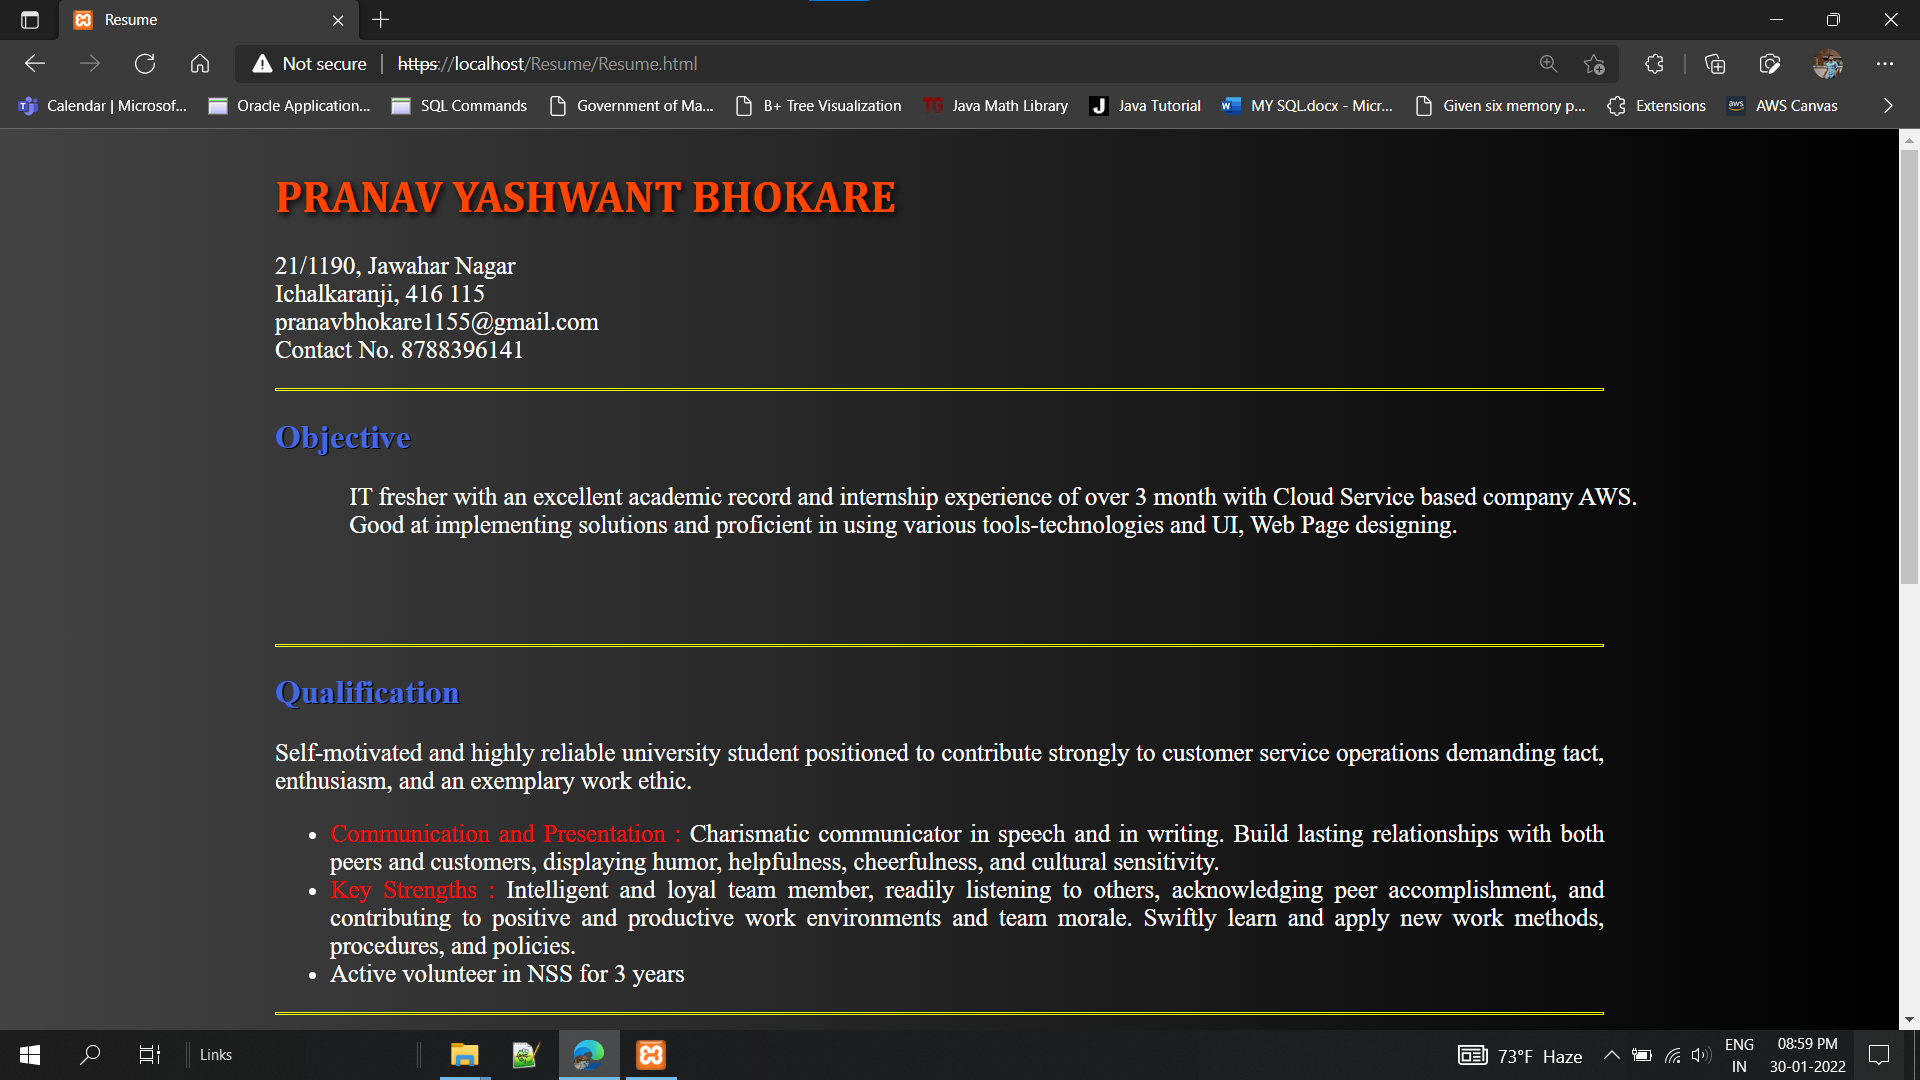 Resume
Not secure
https://localhost/Resume/Resume.html
Calendar | Microsof...
Oracle Application...
SQL Commands
Government of Ma...
B+ Tree Visualization
TG
Java Math Library
J
Java Tutorial
MY SQL.docx - Micr...
Given six memory p...
Extensions
aws
AWS Canvas
PRANAV YASHWANT BHOKARE
21/1190, Jawahar Nagar
Ichalkaranji, 416 115
pranavbhokare1155@gmail.com
Contact No. 8788396141
Objective
IT fresher with an excellent academic record and internship experience of over 3 month with Cloud Service based company AWS.
Good at implementing solutions and proficient in using various tools-technologies and UI, Web Page designing.
Qualification
Self-motivated and highly reliable university student positioned to contribute strongly to customer service operations demanding tact,
enthusiasm, and an exemplary work ethic.
• Communication and Presentation : Charismatic communicator in speech and in writing. Build lasting relationships with both
peers and customers, displaying humor, helpfulness, cheerfulness, and cultural sensitivity.
• Key Strengths : Intelligent and loyal team member, readily listening to others, acknowledging peer accomplishment, and
contributing to positive and productive work environments and team morale. Swiftly learn and apply new work methods,
procedures, and policies.
• Active volunteer in NSS for 3 years
Links
73°F Haze
ENG
IN
08:59 PM
30-01-2022